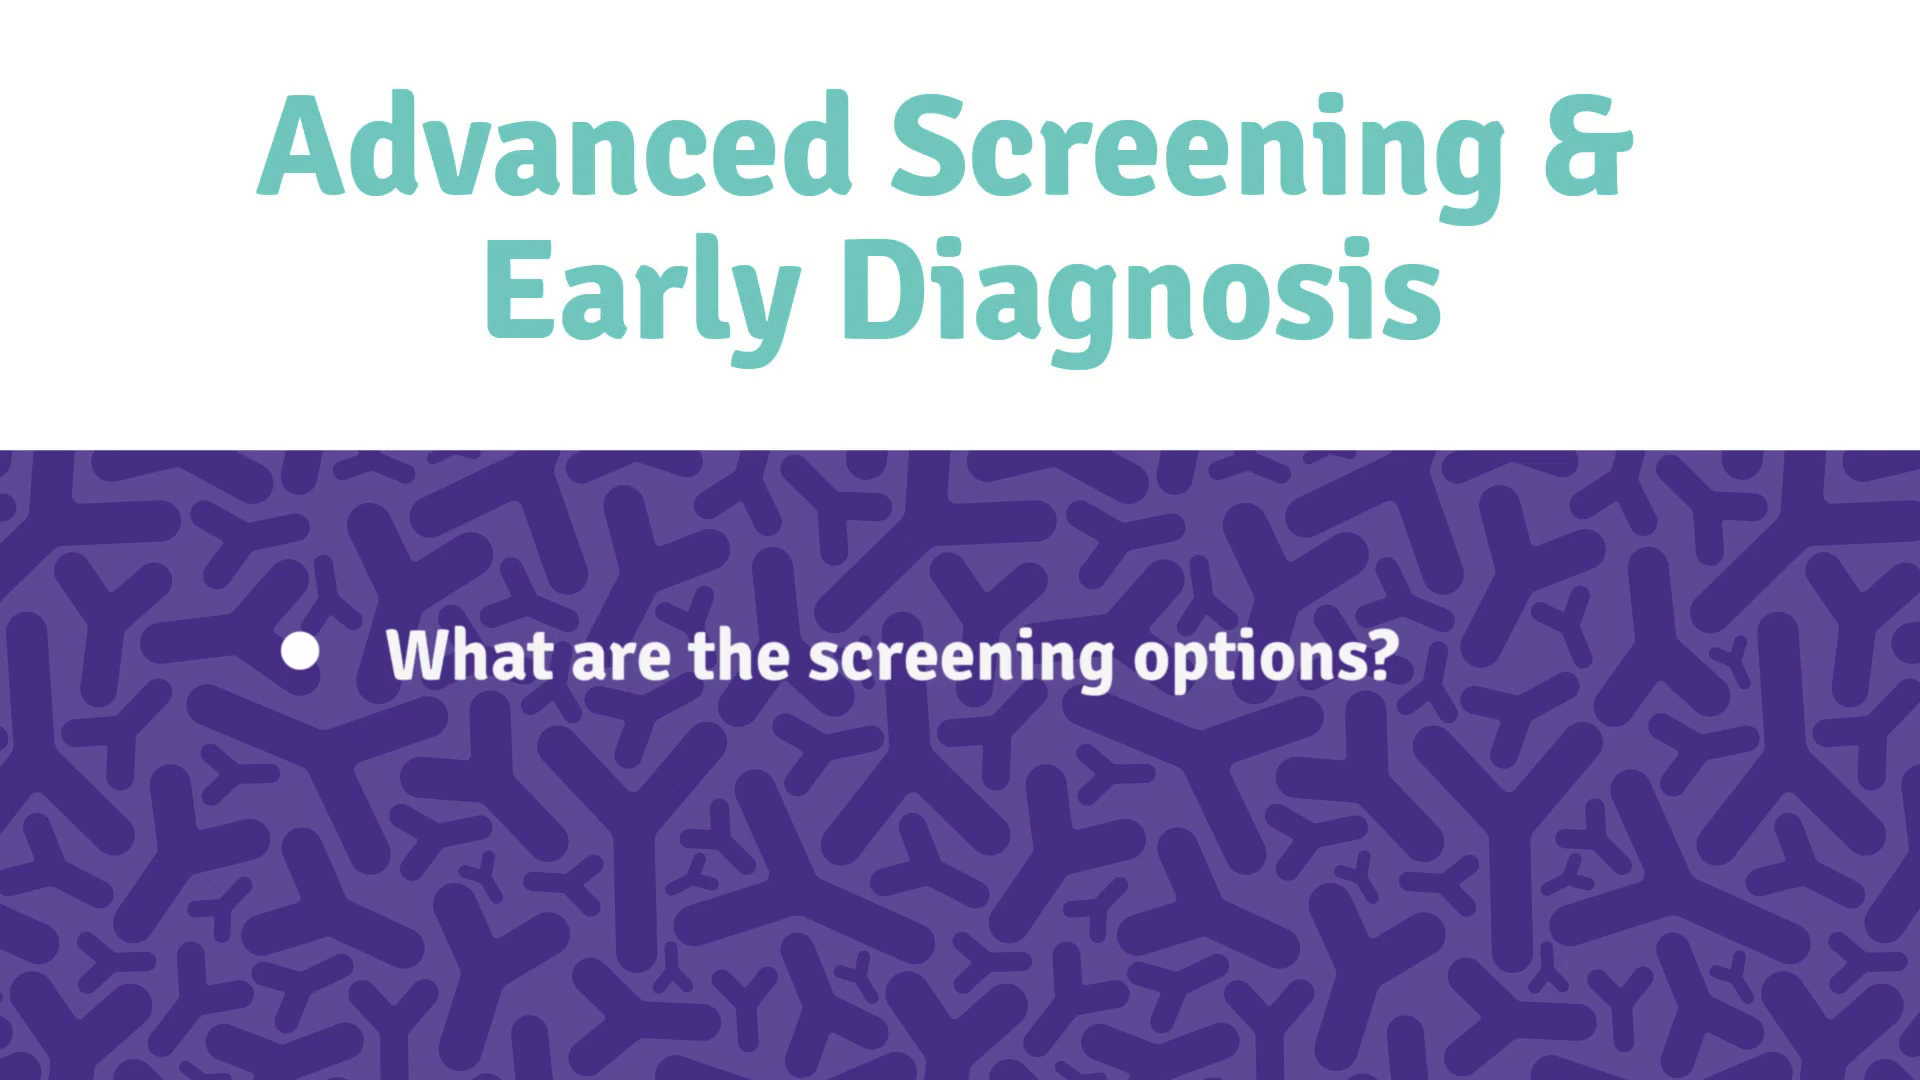 Advanced Screening &
Early Diagnosis
● What are the screening options?